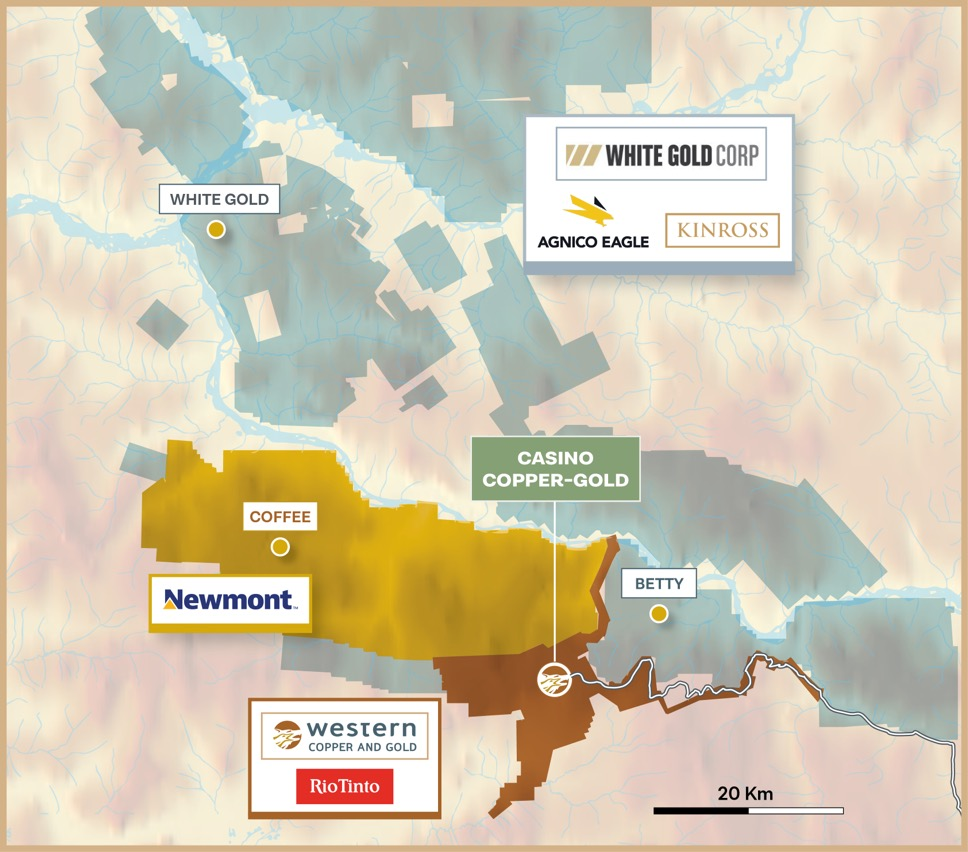 WHITE GOLD CORP
WHITE GOLD
AGNICO EAGLE
KINROSS
CASINO
COPPER-GOLD
COFFEE
BETTY
Newmont™
western
COPPER AND GOLD
RioTinto
20 Km